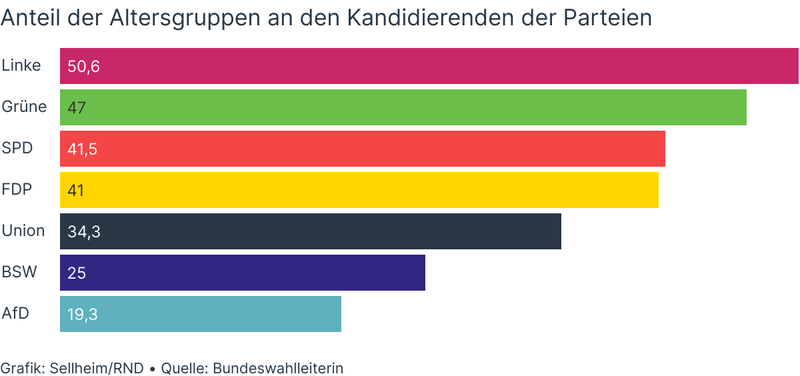 Anteil der Altersgruppen an den Kandidierenden der Parteien
Linke 50,6
Grüne 47
SPD 41,5
FDP 41
Union 34,3
BSW 25
AfD 19,3
Grafik: Sellheim/RND • Quelle: Bundeswahlleiterin